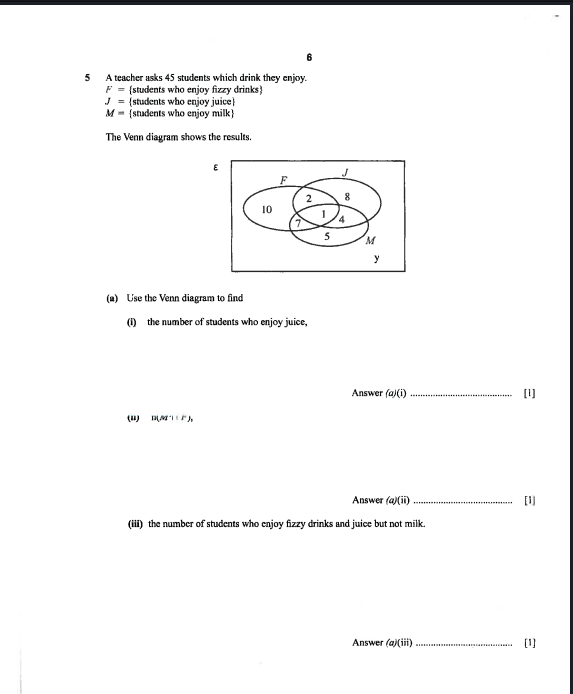 6
5 A teacher asks 45 students which drink they enjoy.
F = {students who enjoy fizzy drinks}
J = {students who enjoy juice}
M = {students who enjoy milk}
The Venn diagram shows the results.
ε
F
J
2
8
10
1
7
4
5
M
y
(a) Use the Venn diagram to find
(i) the number of students who enjoy juice,
Answer (a)(i) .......................................... [1]
(ii)
Answer (a)(ii) ........................................ [1]
(iii) the number of students who enjoy fizzy drinks and juice but not milk.
Answer (a)(iii) ....................................... [1]